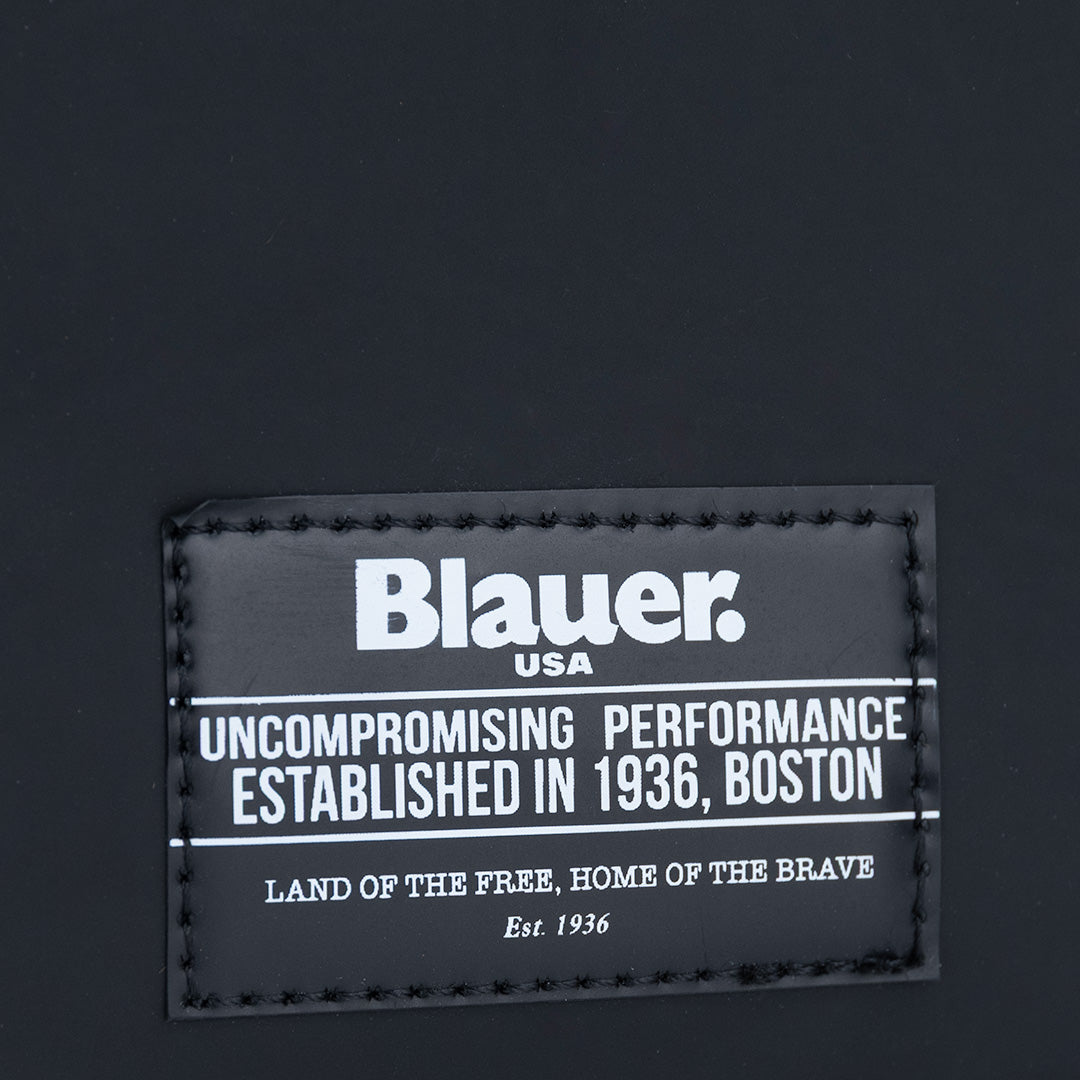 Blauer.
USA
UNCOMPROMISING PERFORMANCE
ESTABLISHED IN 1936, BOSTON
LAND OF THE FREE, HOME OF THE BRAVE
Est. 1936